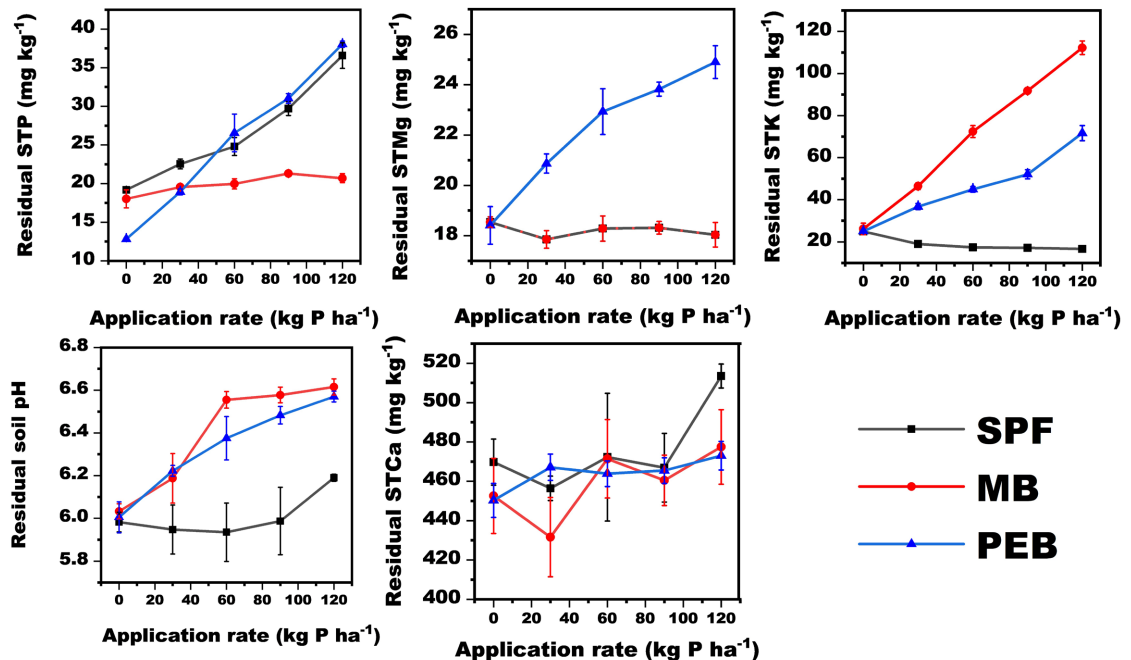 Residual STP (mg kg⁻¹)
40
35
30
25
20
15
10
0 20 40 60 80 100 120
Application rate (kg P ha⁻¹)
Residual STMg (mg kg⁻¹)
26
24
22
20
18
0 20 40 60 80 100 120
Application rate (kg P ha⁻¹)
Residual STK (mg kg⁻¹)
120
100
80
60
40
20
0 20 40 60 80 100 120
Application rate (kg P ha⁻¹)
Residual soil pH
6.8
6.6
6.4
6.2
6.0
5.8
0 20 40 60 80 100 120
Application rate (kg P ha⁻¹)
Residual STCa (mg kg⁻¹)
520
500
480
460
440
420
400
0 20 40 60 80 100 120
Application rate (kg P ha⁻¹)
SPF
MB
PEB